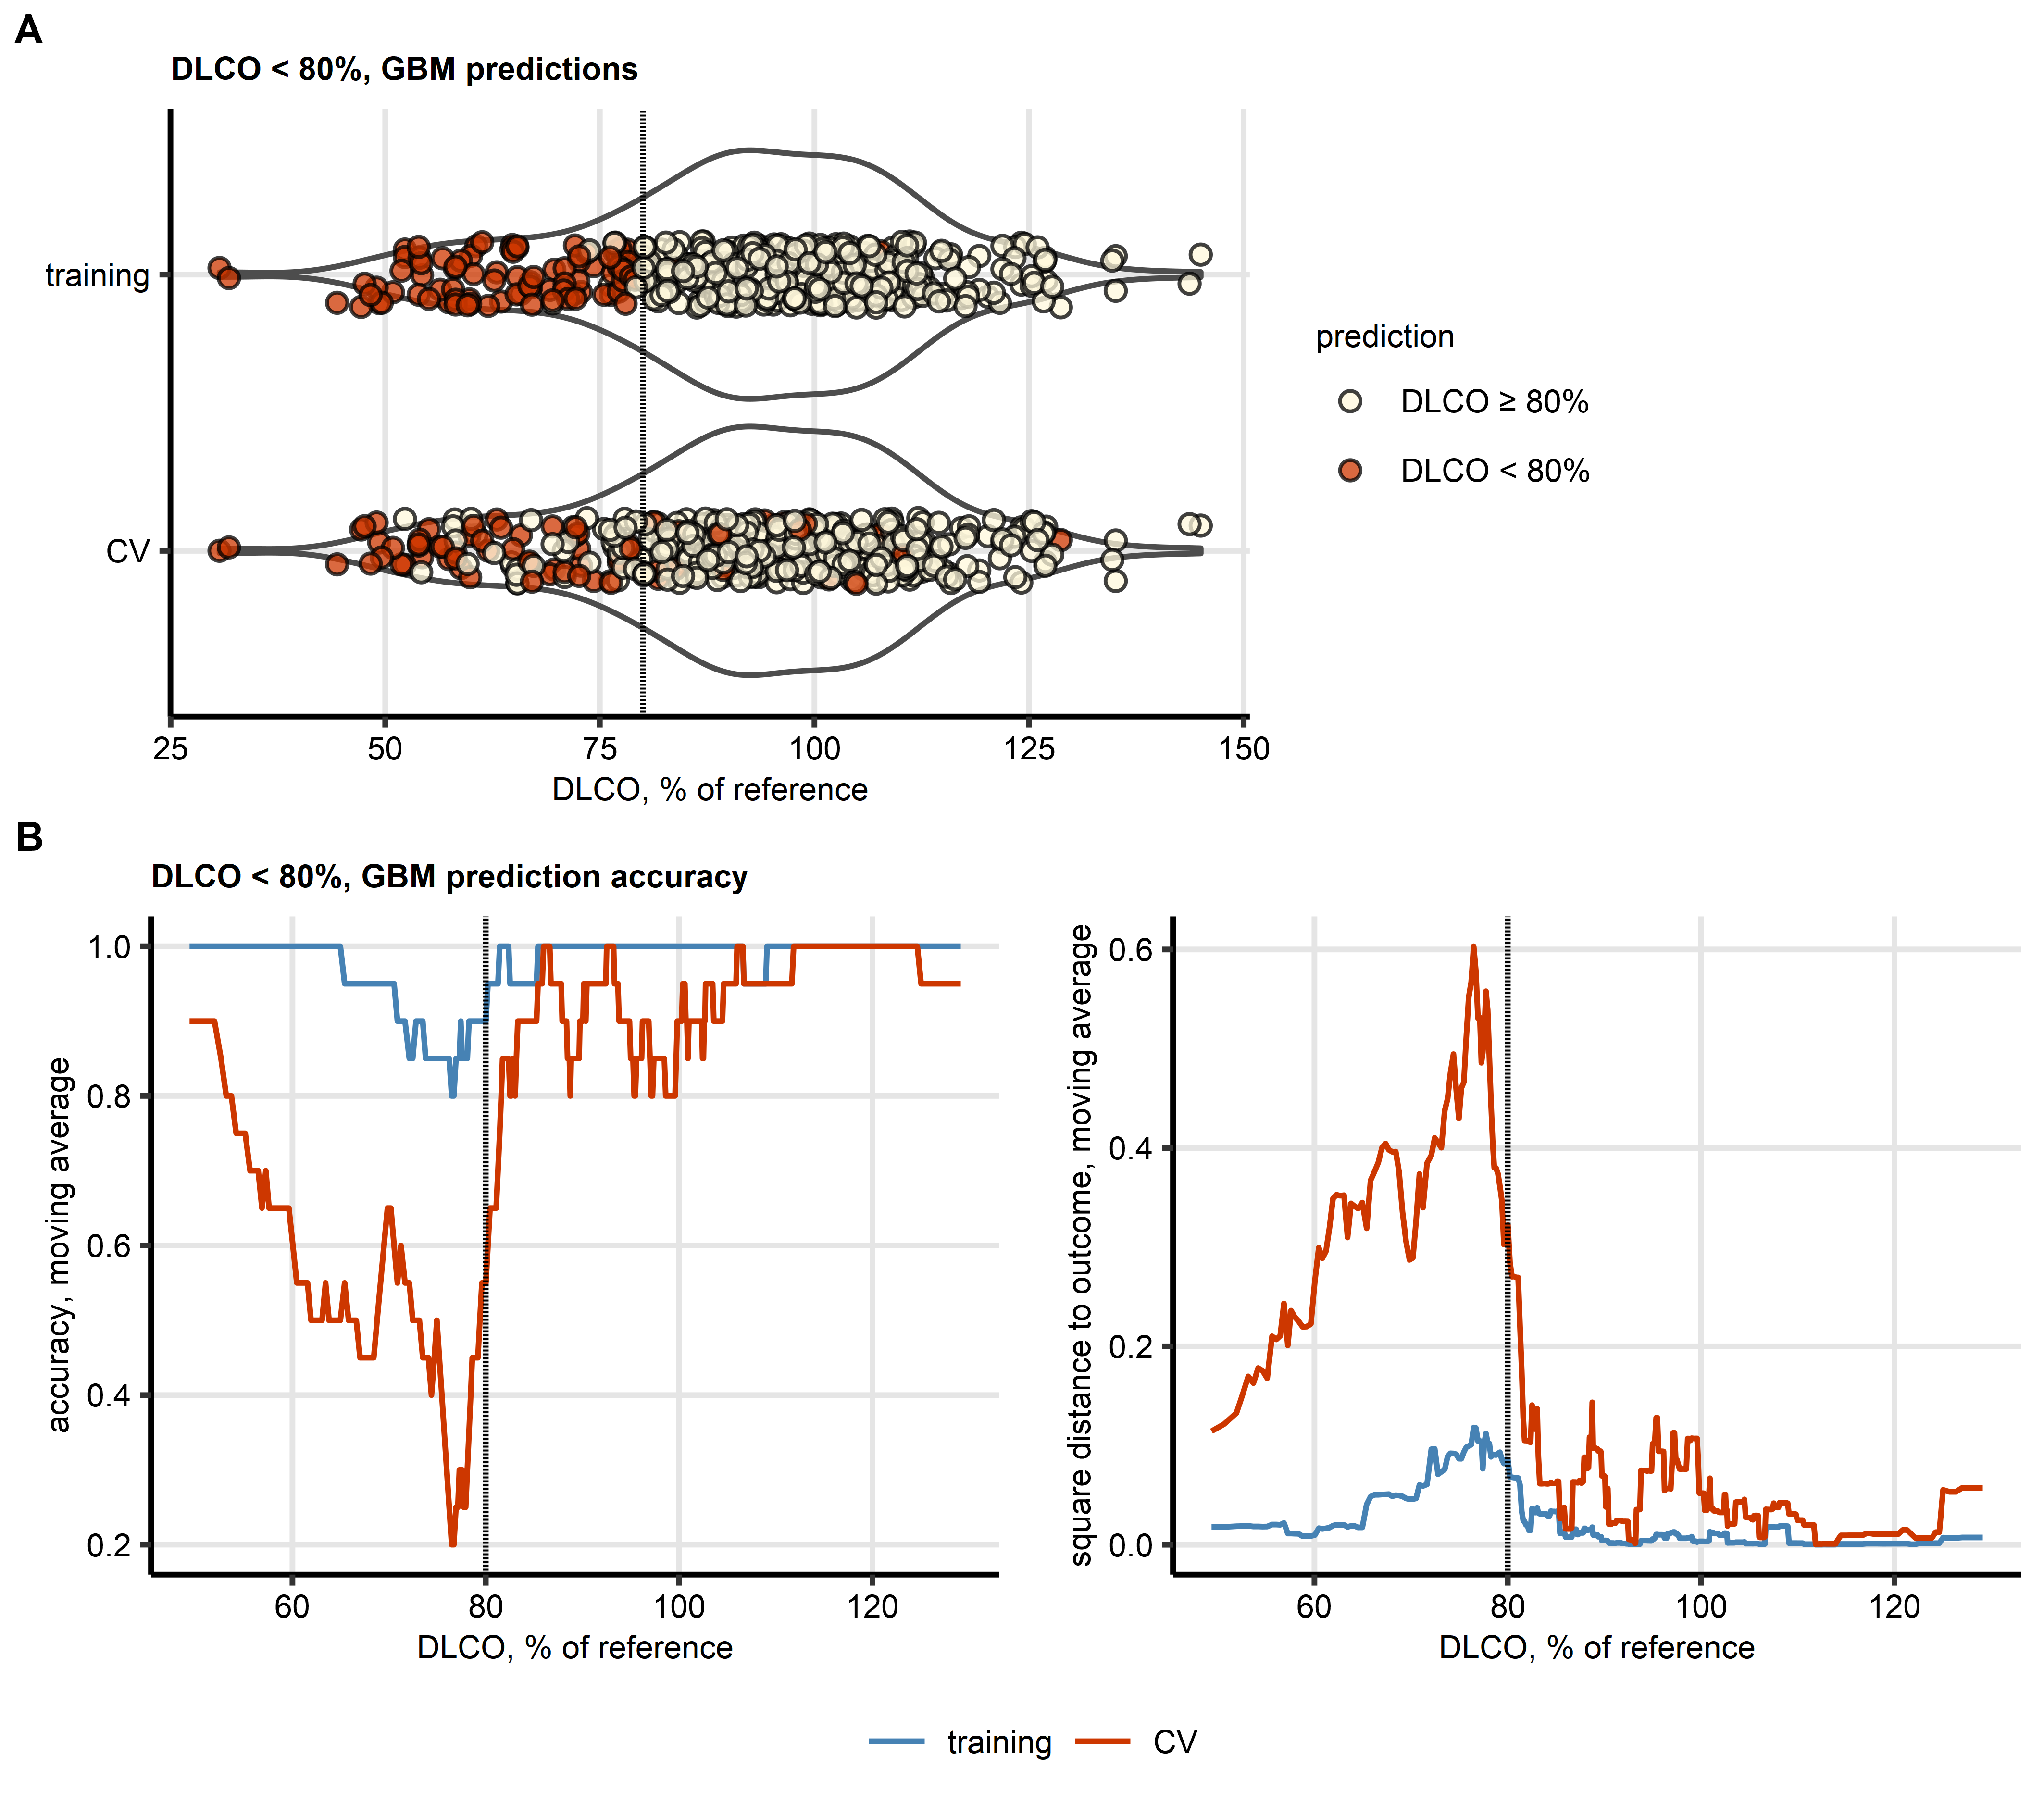 A
DLCO < 80%, GBM predictions
training
CV
25 50 75 100 125 150
DLCO, % of reference
prediction
DLCO ≥ 80%
DLCO < 80%
B
DLCO < 80%, GBM prediction accuracy
accuracy, moving average
1.0
0.8
0.6
0.4
0.2
60 80 100 120
DLCO, % of reference
square distance to outcome, moving average
0.6
0.4
0.2
0.0
60 80 100 120
DLCO, % of reference
training CV